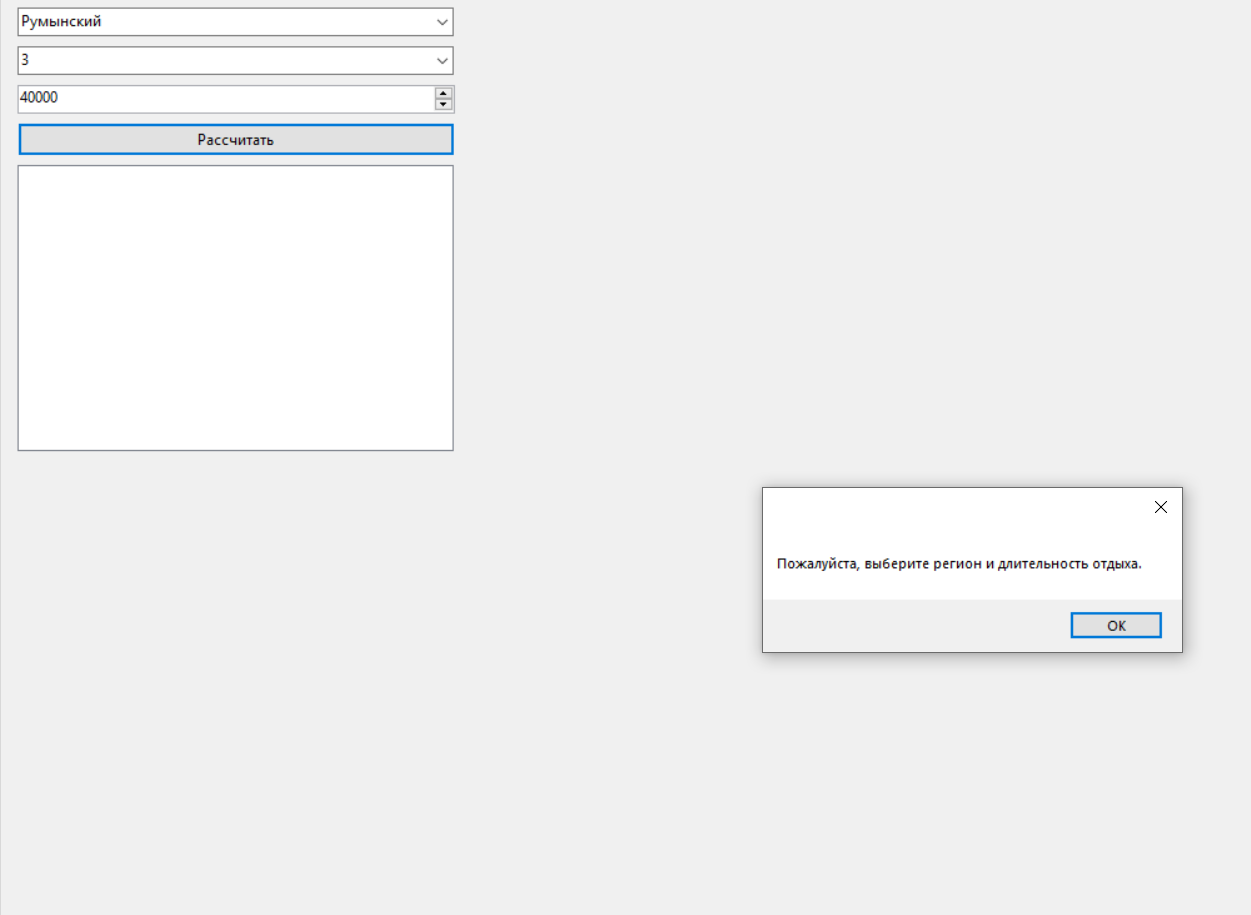 Румынский
3
40000
Рассчитать
Пожалуйста, выберите регион и длительность отдыха.
OK